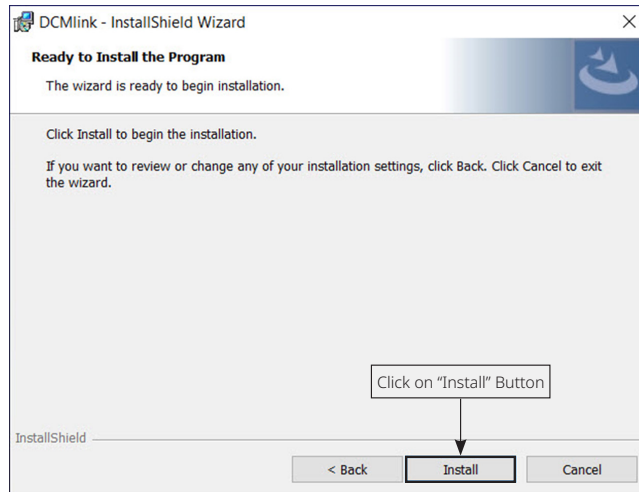 DCMlink - InstallShield Wizard
Ready to Install the Program
The wizard is ready to begin installation.
Click Install to begin the installation.
If you want to review or change any of your installation settings, click Back. Click Cancel to exit
the wizard.
Click on “Install” Button
InstallShield
< Back Install Cancel